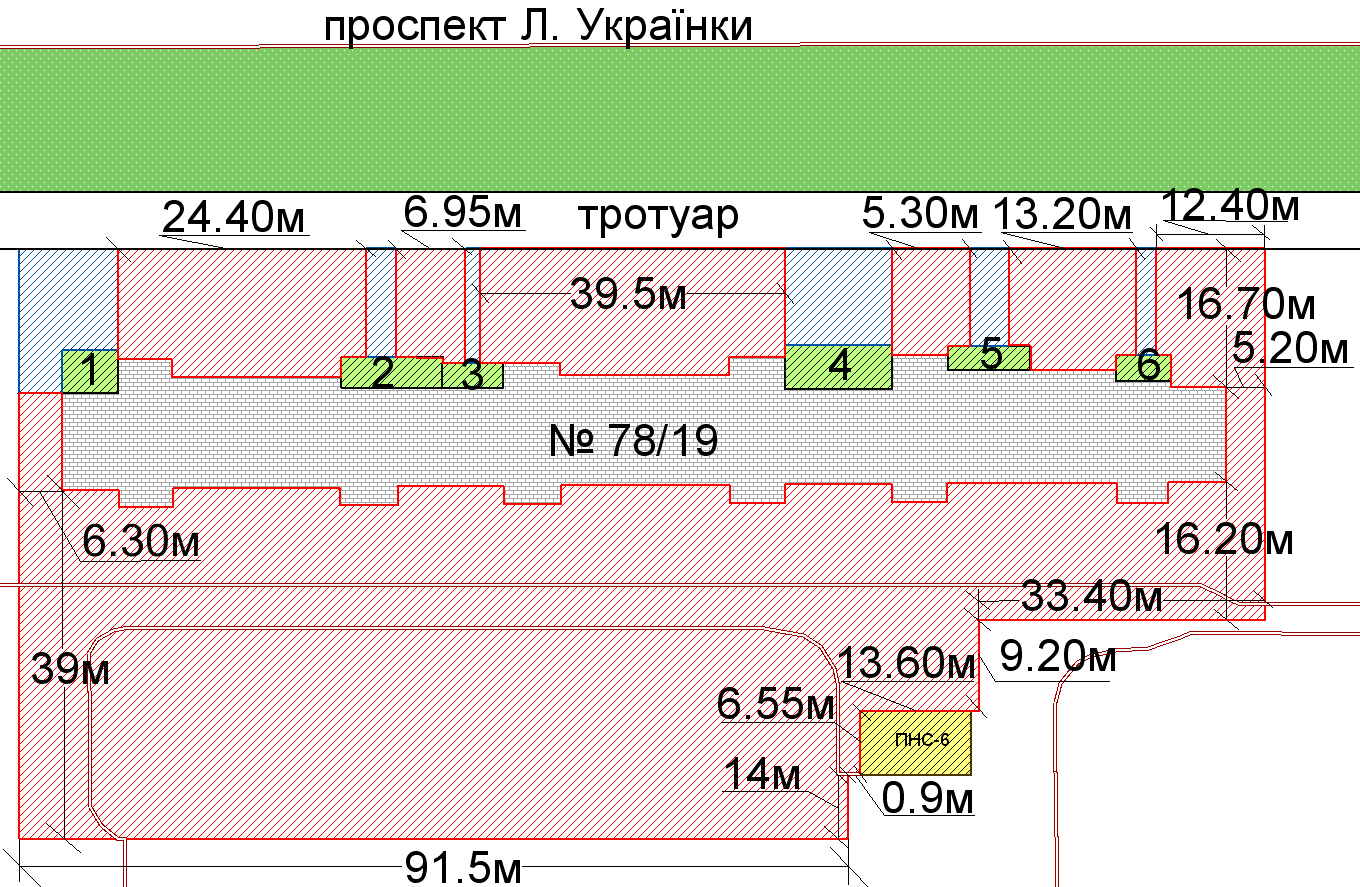 проспект Л. Українки
24.40м
6.95м
тротуар
5.30м
13.20м
12.40м
39.5м
16.70м
5.20м
1
2
3
4
5
6
№ 78/19
6.30м
16.20м
33.40м
39м
13.60м
9.20м
6.55м
ПНС-6
14м
0.9м
91.5м